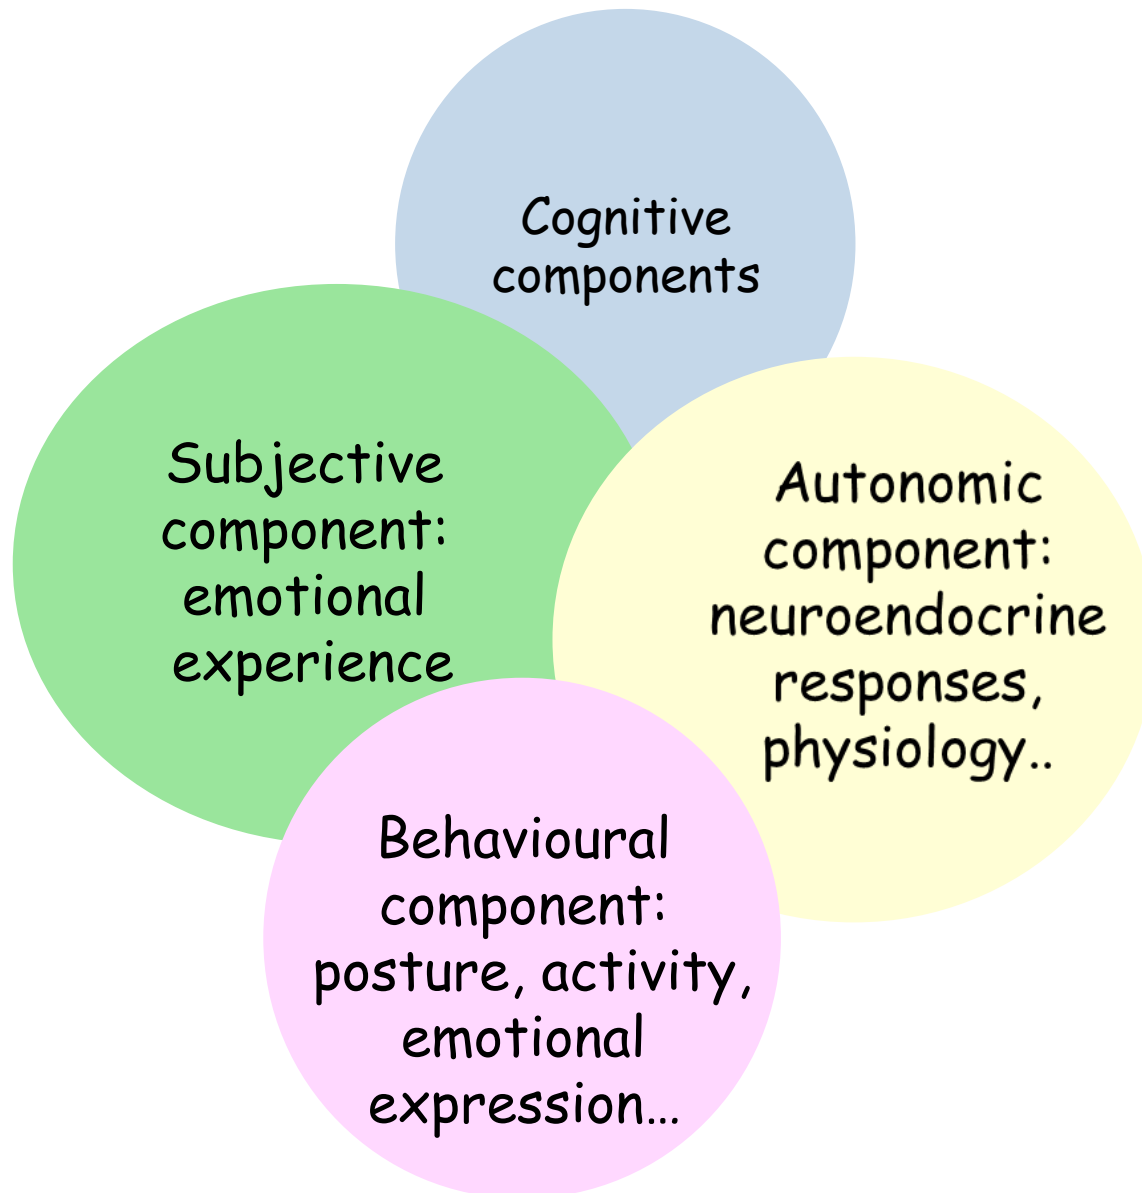 Cognitive
components
Subjective
component:
emotional
experience
Autonomic
component:
neuroendocrine
responses,
physiology..
Behavioural
component:
posture, activity,
emotional
expression…